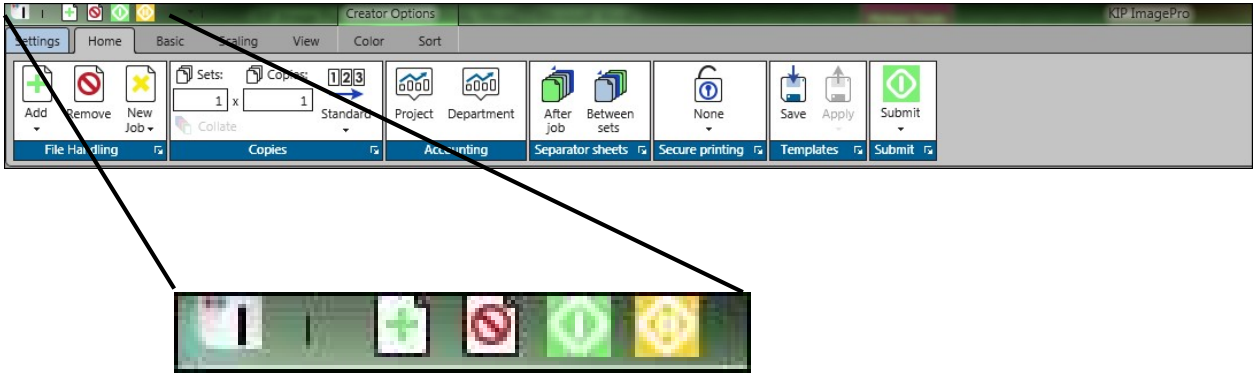 Creator Options KIP ImagePro
Settings Home Basic Scaling View Color Sort
Sets: Copies: 123
1 x 1
Add Remove New Job Collate Standard Project Department After job Between sets None Save Apply Submit
File Handling Copies Accounting Separator sheets Secure printing Templates Submit